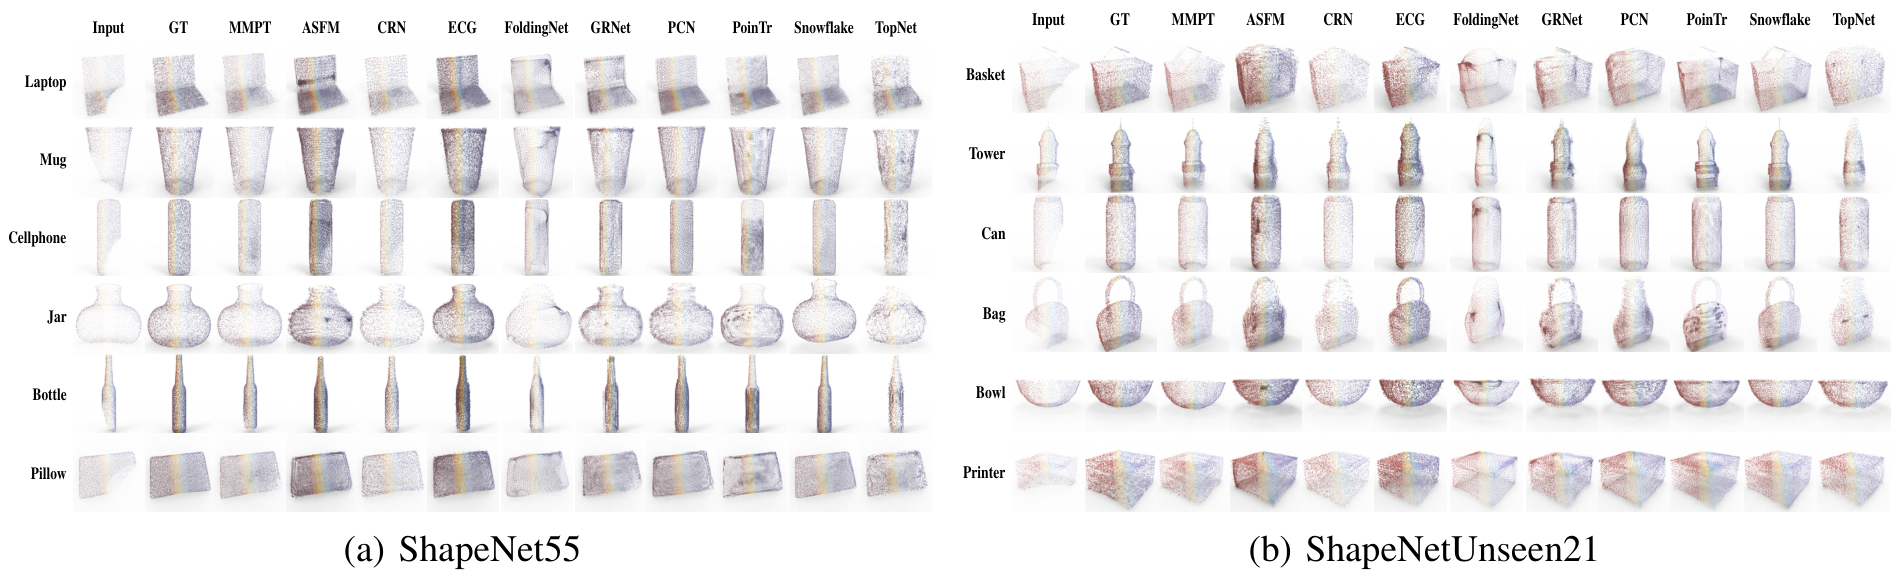 Input GT MMPT ASFM CRN ECG FoldingNet GRNet PCN PoinTr Snowflake TopNet
Laptop
Mug
Cellphone
Jar
Bottle
Pillow
(a) ShapeNet55
Input GT MMPT ASFM CRN ECG FoldingNet GRNet PCN PoinTr Snowflake TopNet
Basket
Tower
Can
Bag
Bowl
Printer
(b) ShapeNetUnseen21